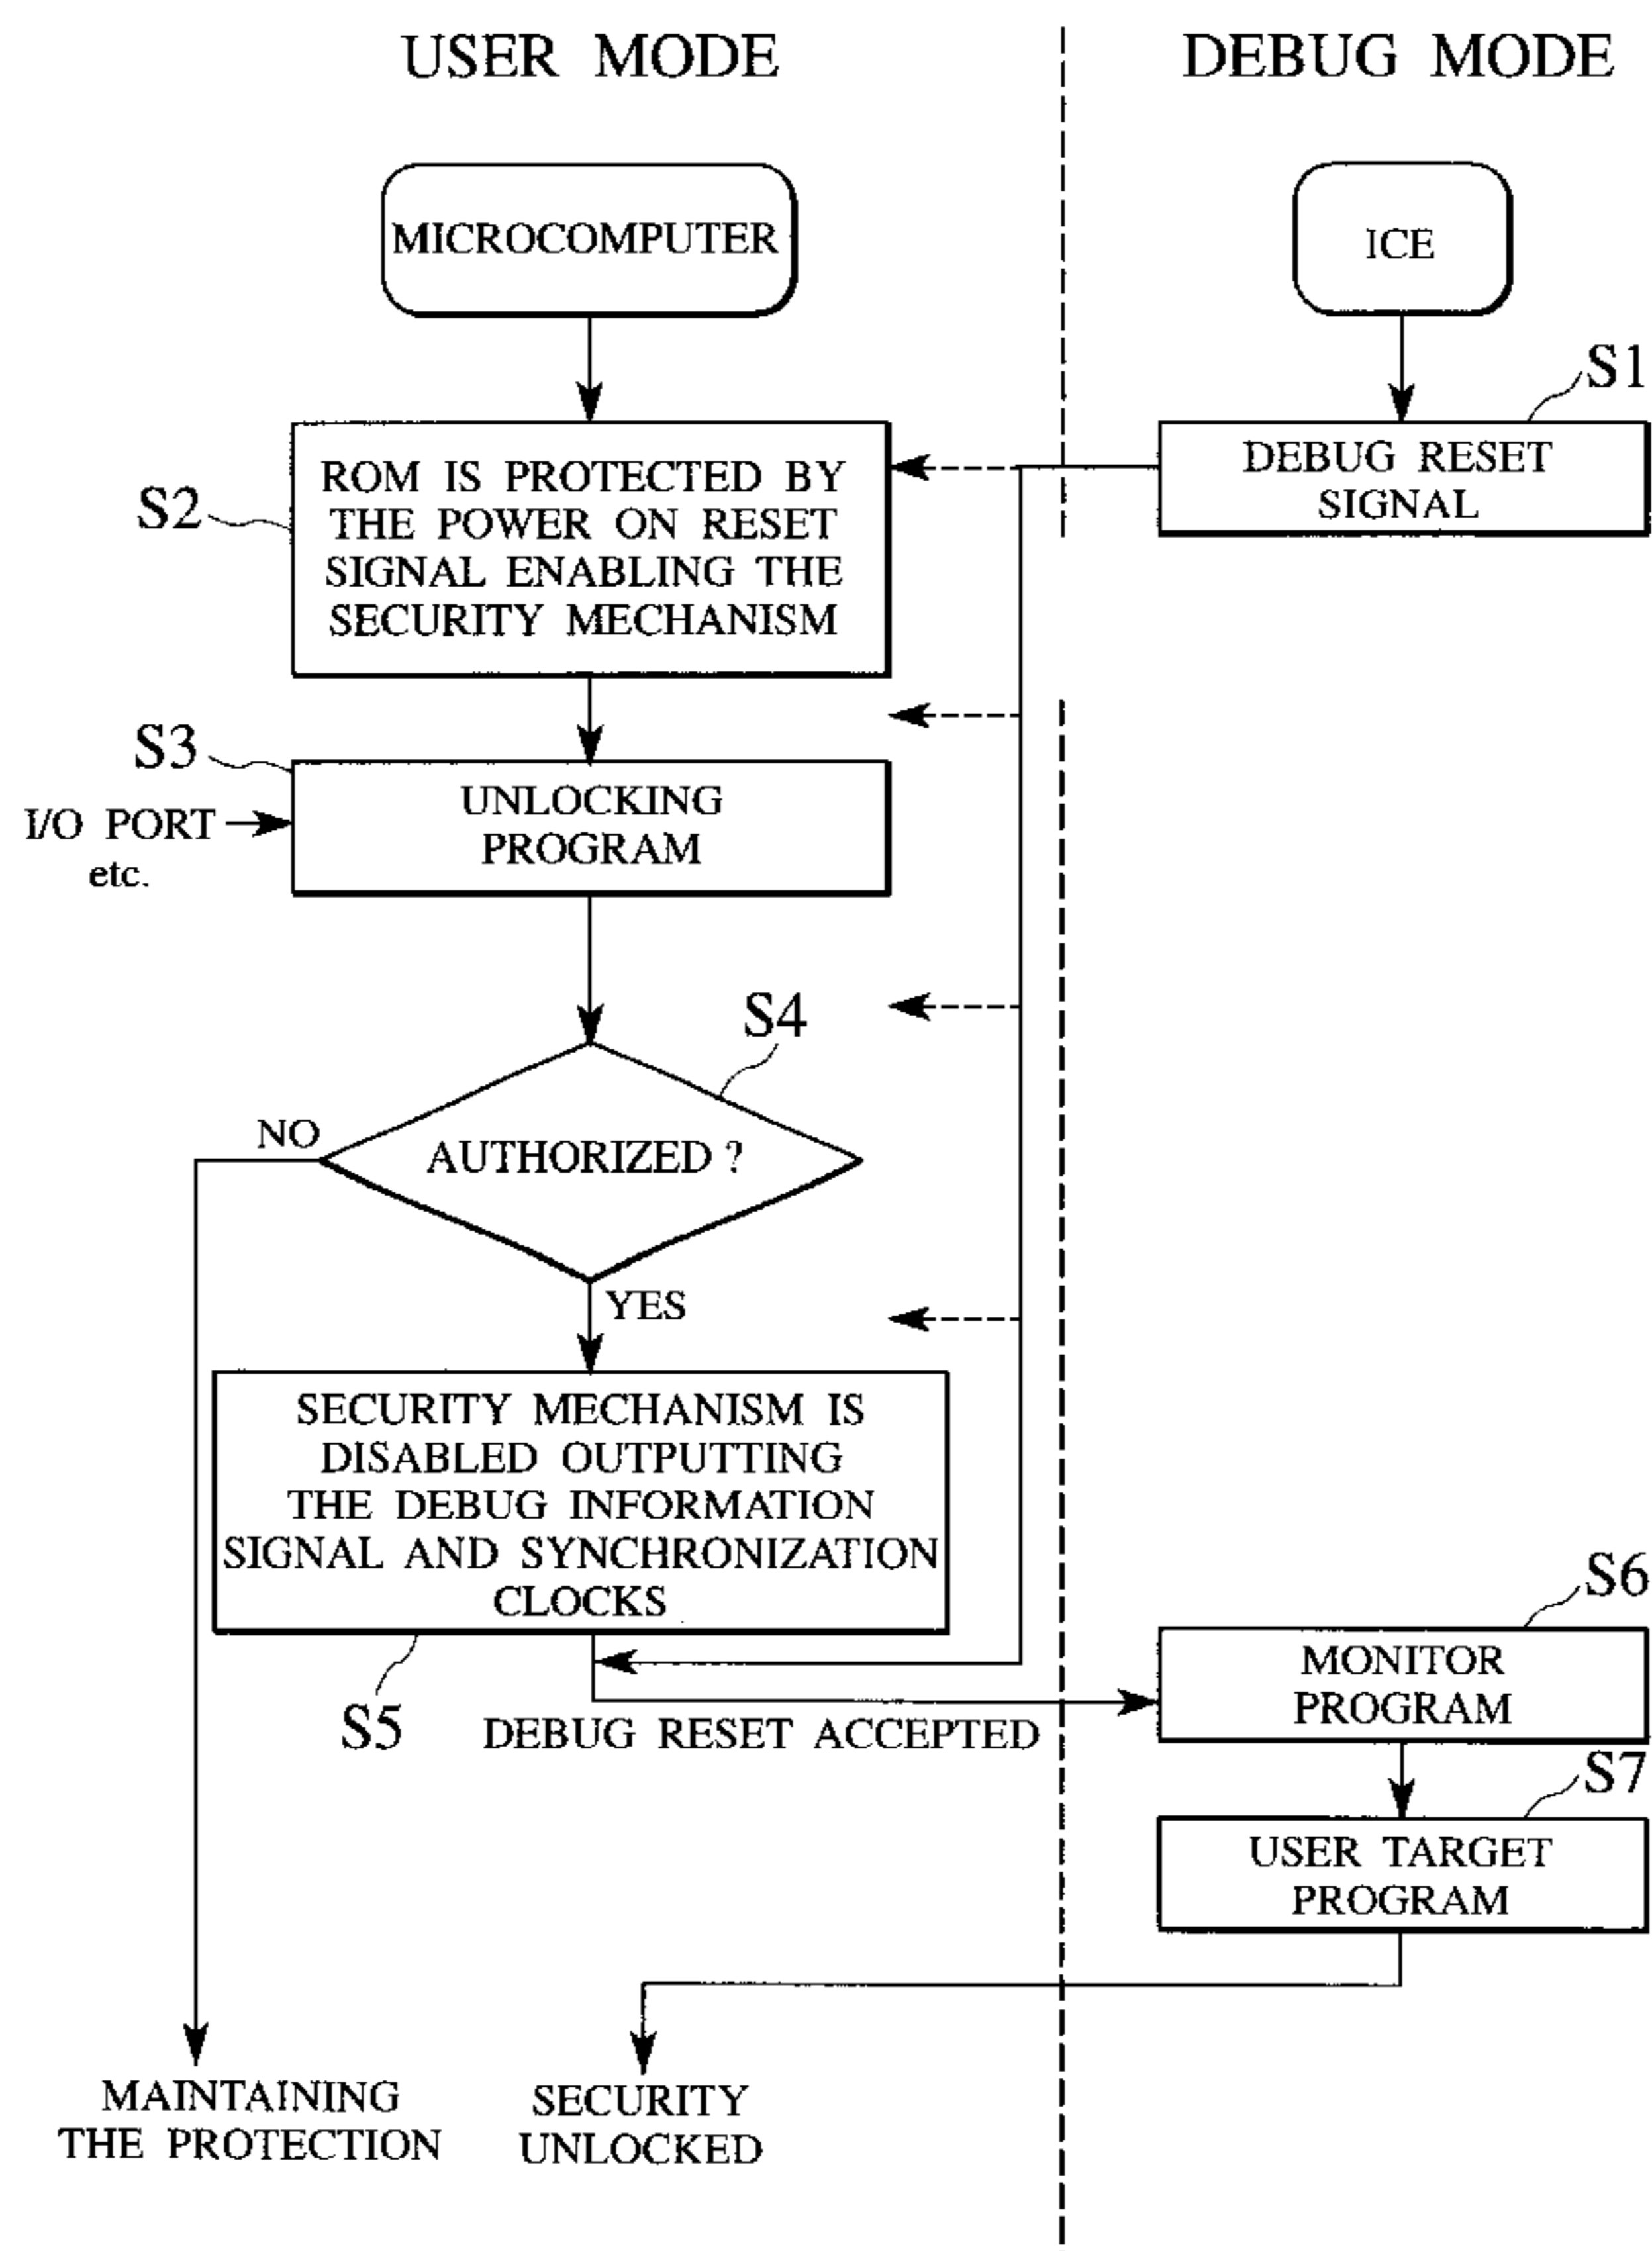 USER MODE
DEBUG MODE
MICROCOMPUTER
ICE
S1
DEBUG RESET
SIGNAL
S2
ROM IS PROTECTED BY
THE POWER ON RESET
SIGNAL ENABLING THE
SECURITY MECHANISM
S3
I/O PORT
etc.
UNLOCKING
PROGRAM
S4
NO
AUTHORIZED ?
YES
SECURITY MECHANISM IS
DISABLED OUTPUTTING
THE DEBUG INFORMATION
SIGNAL AND SYNCHRONIZATION
CLOCKS
S5
DEBUG RESET ACCEPTED
S6
MONITOR
PROGRAM
S7
USER TARGET
PROGRAM
MAINTAINING
THE PROTECTION
SECURITY
UNLOCKED